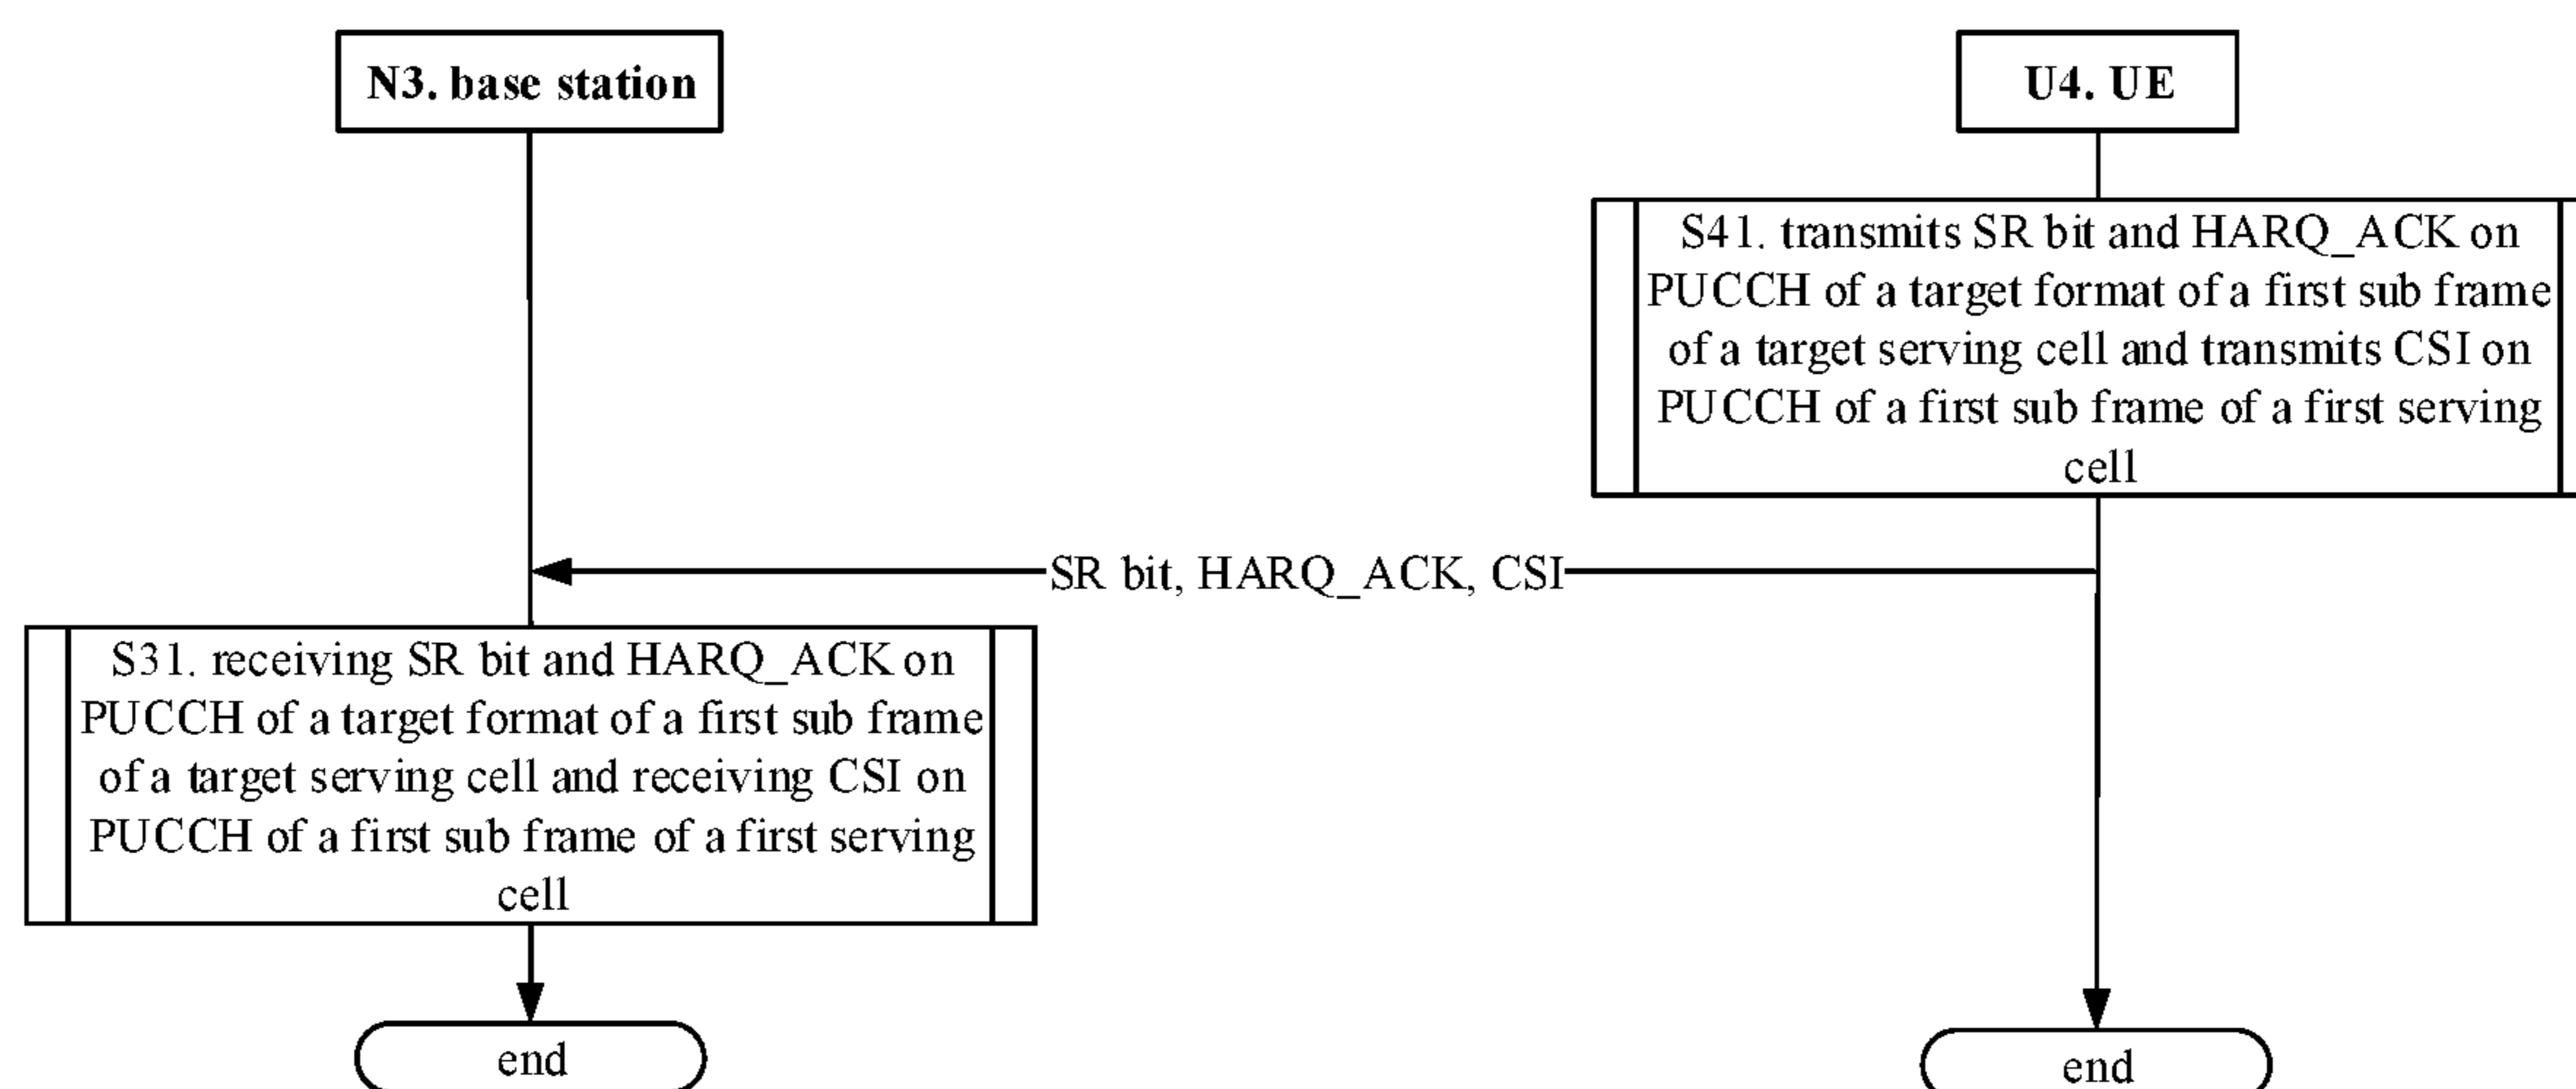 N3. base station
U4. UE
S41. transmits SR bit and HARQ_ACK on
PUCCH of a target format of a first sub frame
of a target serving cell and transmits CSI on
PUCCH of a first sub frame of a first serving
cell
SR bit, HARQ_ACK, CSI
S31. receiving SR bit and HARQ_ACK on
PUCCH of a target format of a first sub frame
of a target serving cell and receiving CSI on
PUCCH of a first sub frame of a first serving
cell
end
end